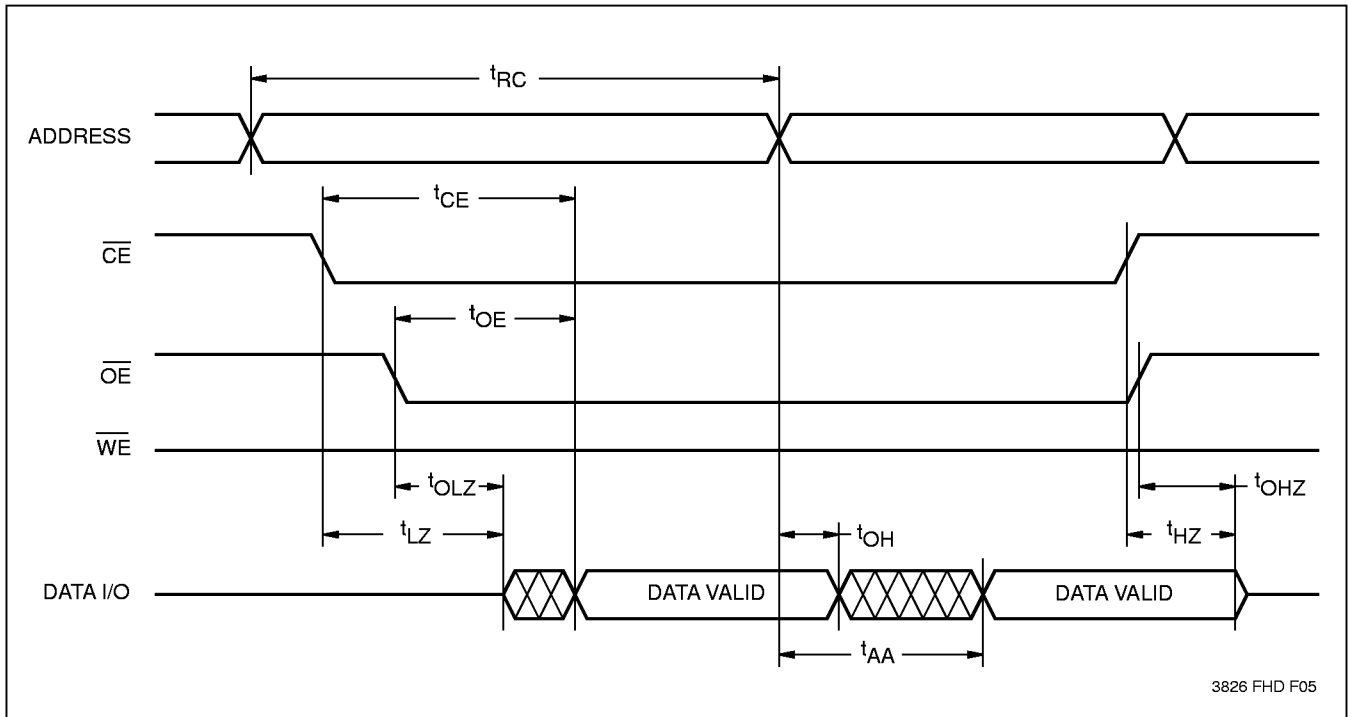 tRC
ADDRESS
tCE
CE
tOE
OE
WE
tOLZ
tOHZ
tLZ
tOH
tHZ
DATA I/O
DATA VALID
DATA VALID
tAA
3826 FHD F05